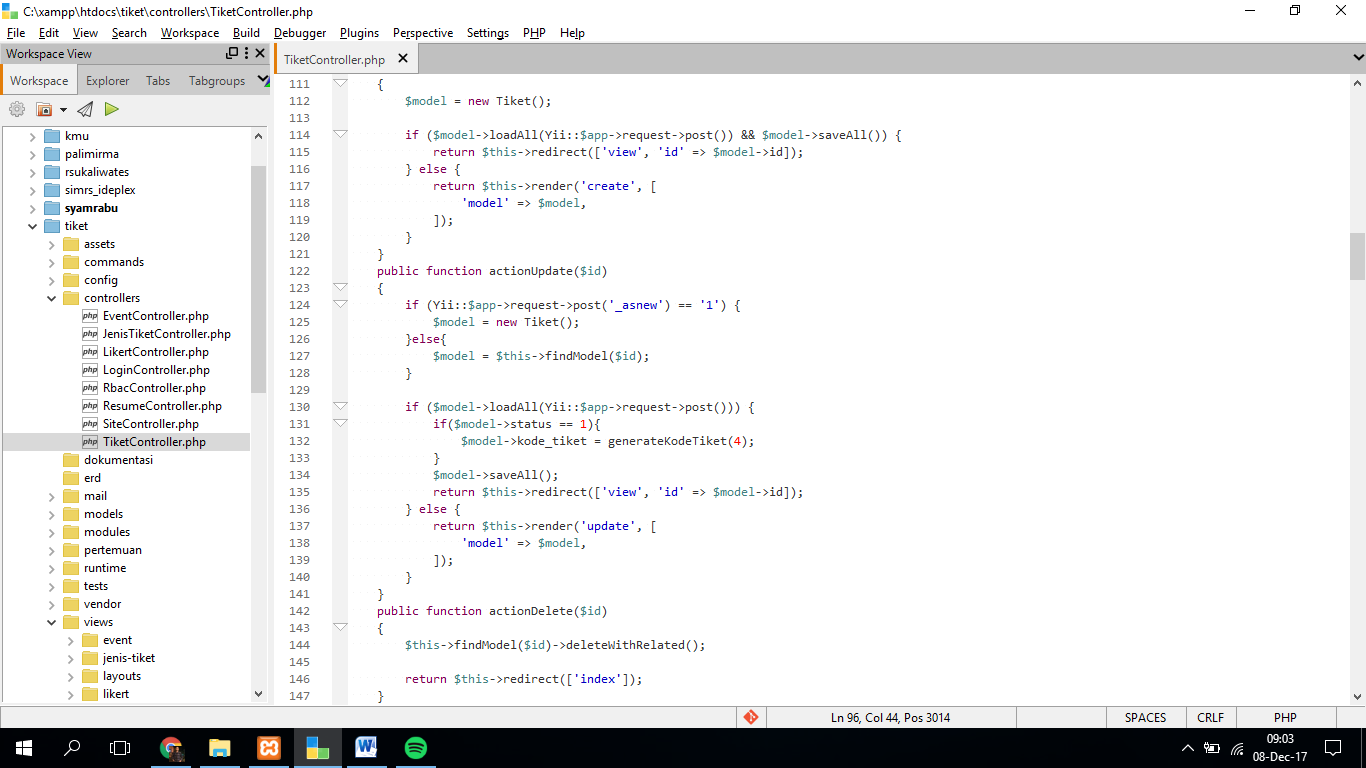 C:\xampp\htdocs\tiket\controllers\TiketController.php
File Edit View Search Workspace Build Debugger Plugins Perspective Settings PHP Help
Workspace View
Workspace Explorer Tabs Tabgroups
kmu
palimirma
rsukaliwates
simrs_ideplex
syamrabu
tiket
assets
commands
config
controllers
php EventController.php
php JenisTiketController.php
php LikertController.php
php LoginController.php
php RbacController.php
php ResumeController.php
php SiteController.php
php TiketController.php
dokumentasi
erd
mail
models
modules
pertemuan
runtime
tests
vendor
views
event
jenis-tiket
layouts
likert
TiketController.php
111 {
112 $model = new Tiket();
113
114 if ($model->loadAll(Yii::$app->request->post()) && $model->saveAll()) {
115 return $this->redirect(['view', 'id' => $model->id]);
116 } else {
117 return $this->render('create', [
118 'model' => $model,
119 ]);
120 }
121 }
122 public function actionUpdate($id)
123 {
124 if (Yii::$app->request->post('_asnew') == '1') {
125 $model = new Tiket();
126 }else{
127 $model = $this->findModel($id);
128 }
129
130 if ($model->loadAll(Yii::$app->request->post())) {
131 if($model->status == 1){
132 $model->kode_tiket = generateKodeTiket(4);
133 }
134 $model->saveAll();
135 return $this->redirect(['view', 'id' => $model->id]);
136 } else {
137 return $this->render('update', [
138 'model' => $model,
139 ]);
140 }
141 }
142 public function actionDelete($id)
143 {
144 $this->findModel($id)->deleteWithRelated();
145
146 return $this->redirect(['index']);
147 }
Ln 96, Col 44, Pos 3014 SPACES CRLF PHP
09:03
08-Dec-17